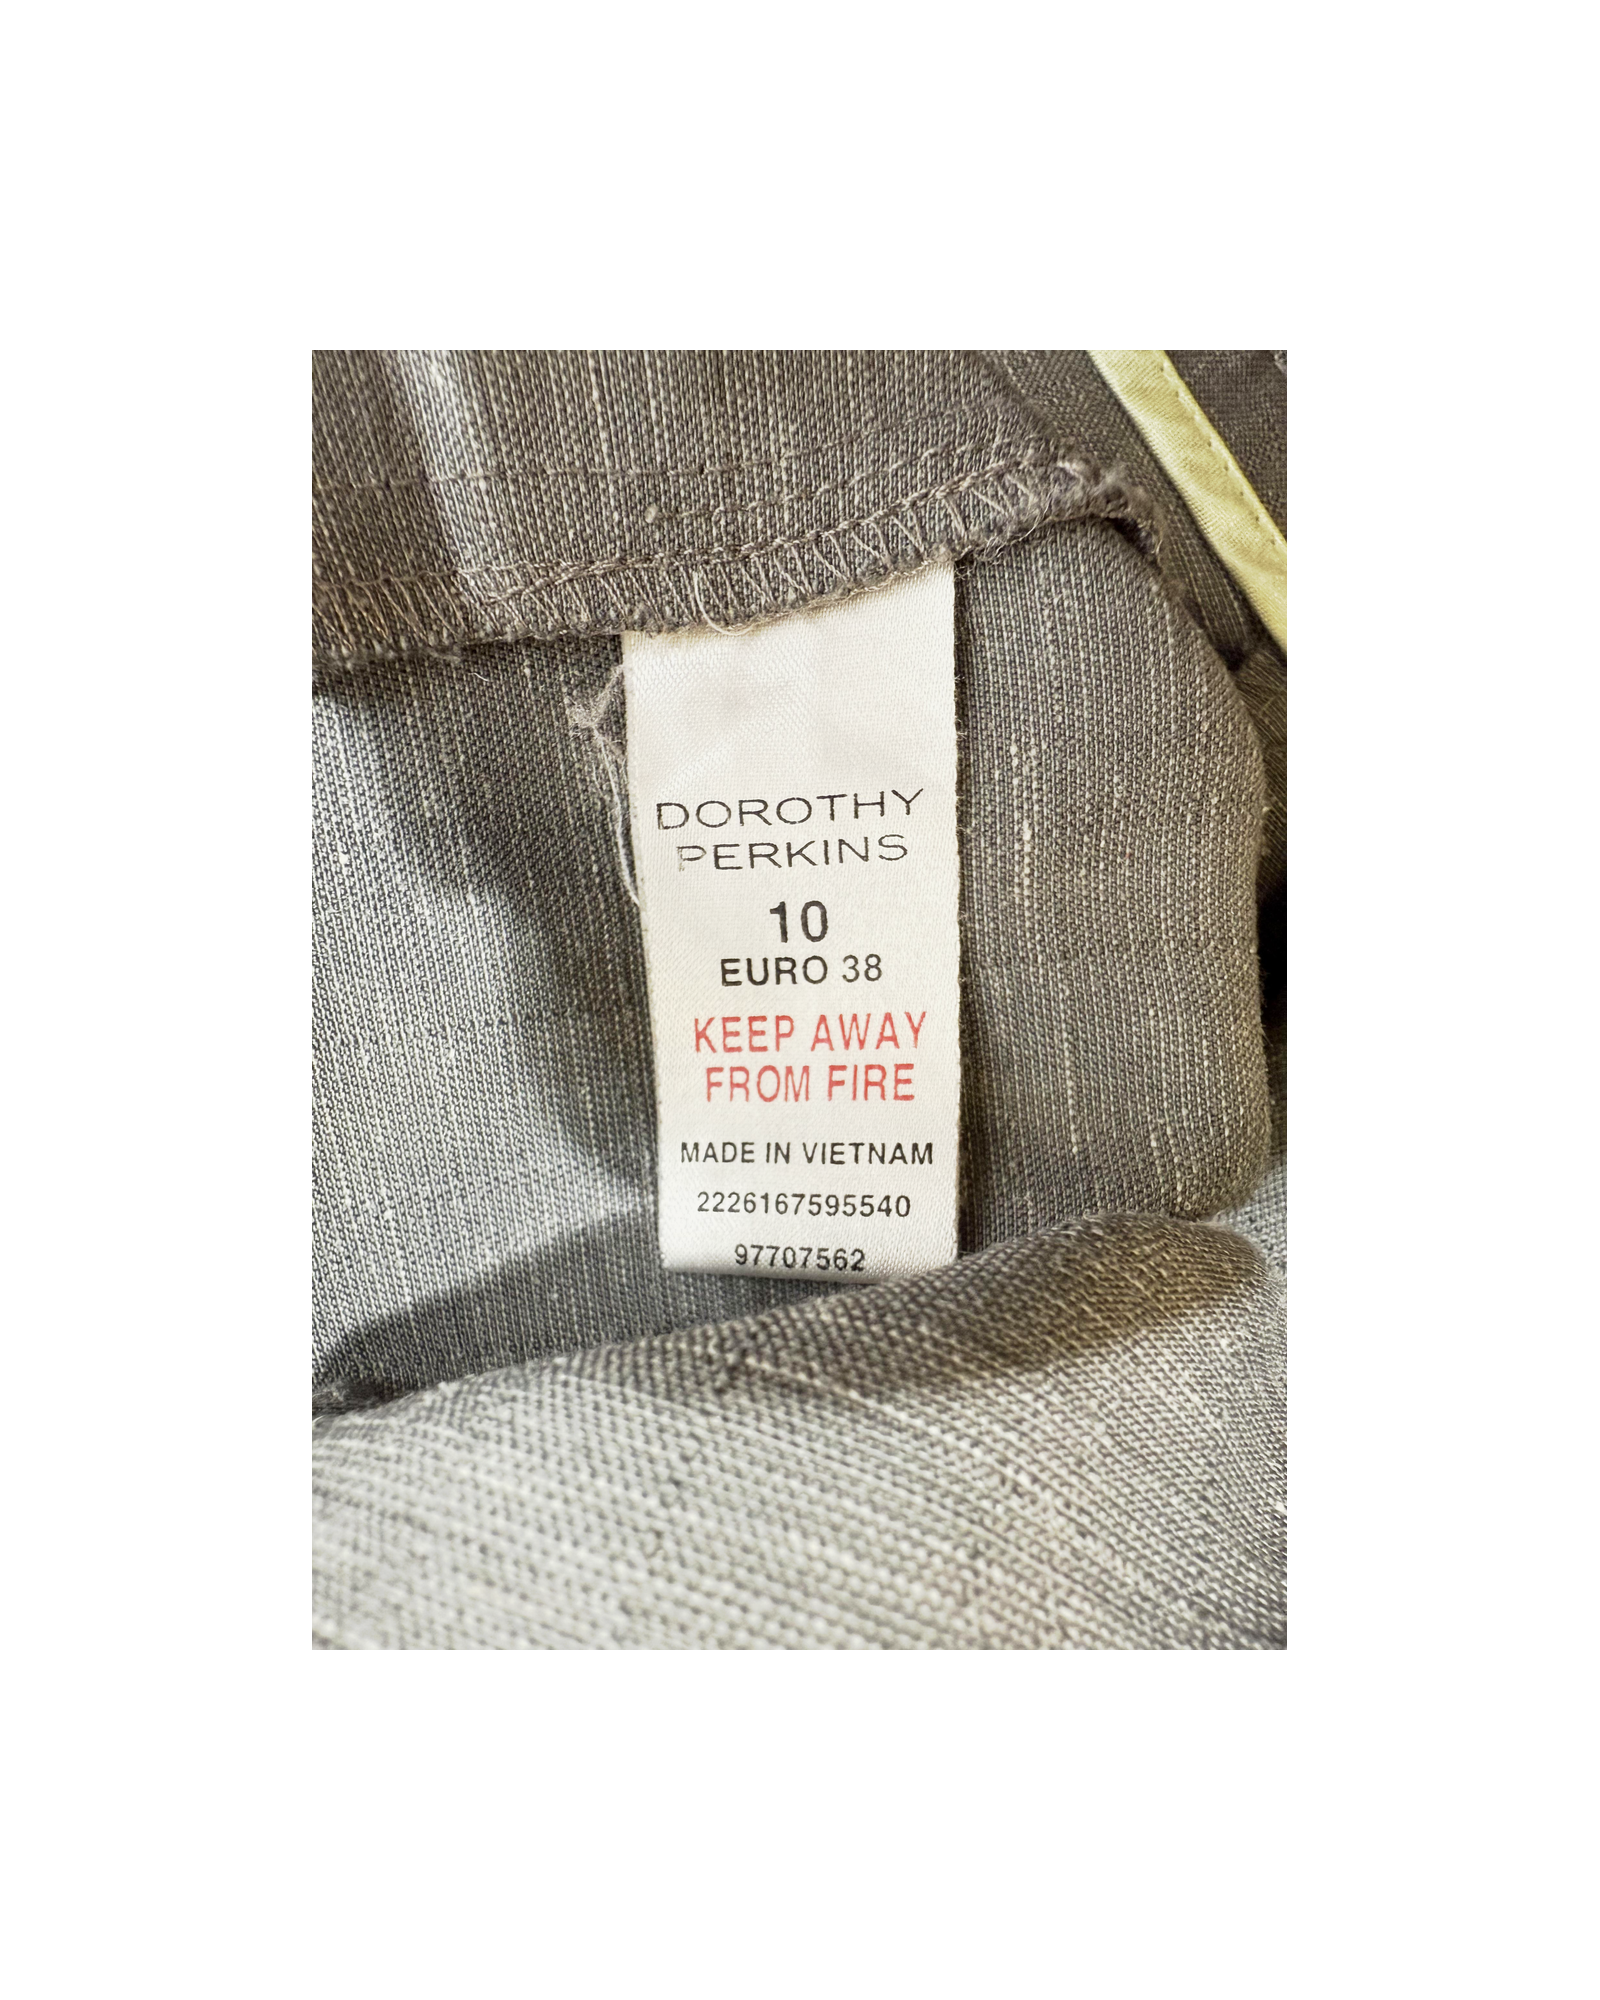 DOROTHY
PERKINS
10
EURO 38
KEEP AWAY
FROM FIRE
MADE IN VIETNAM
2226167595540
97707562